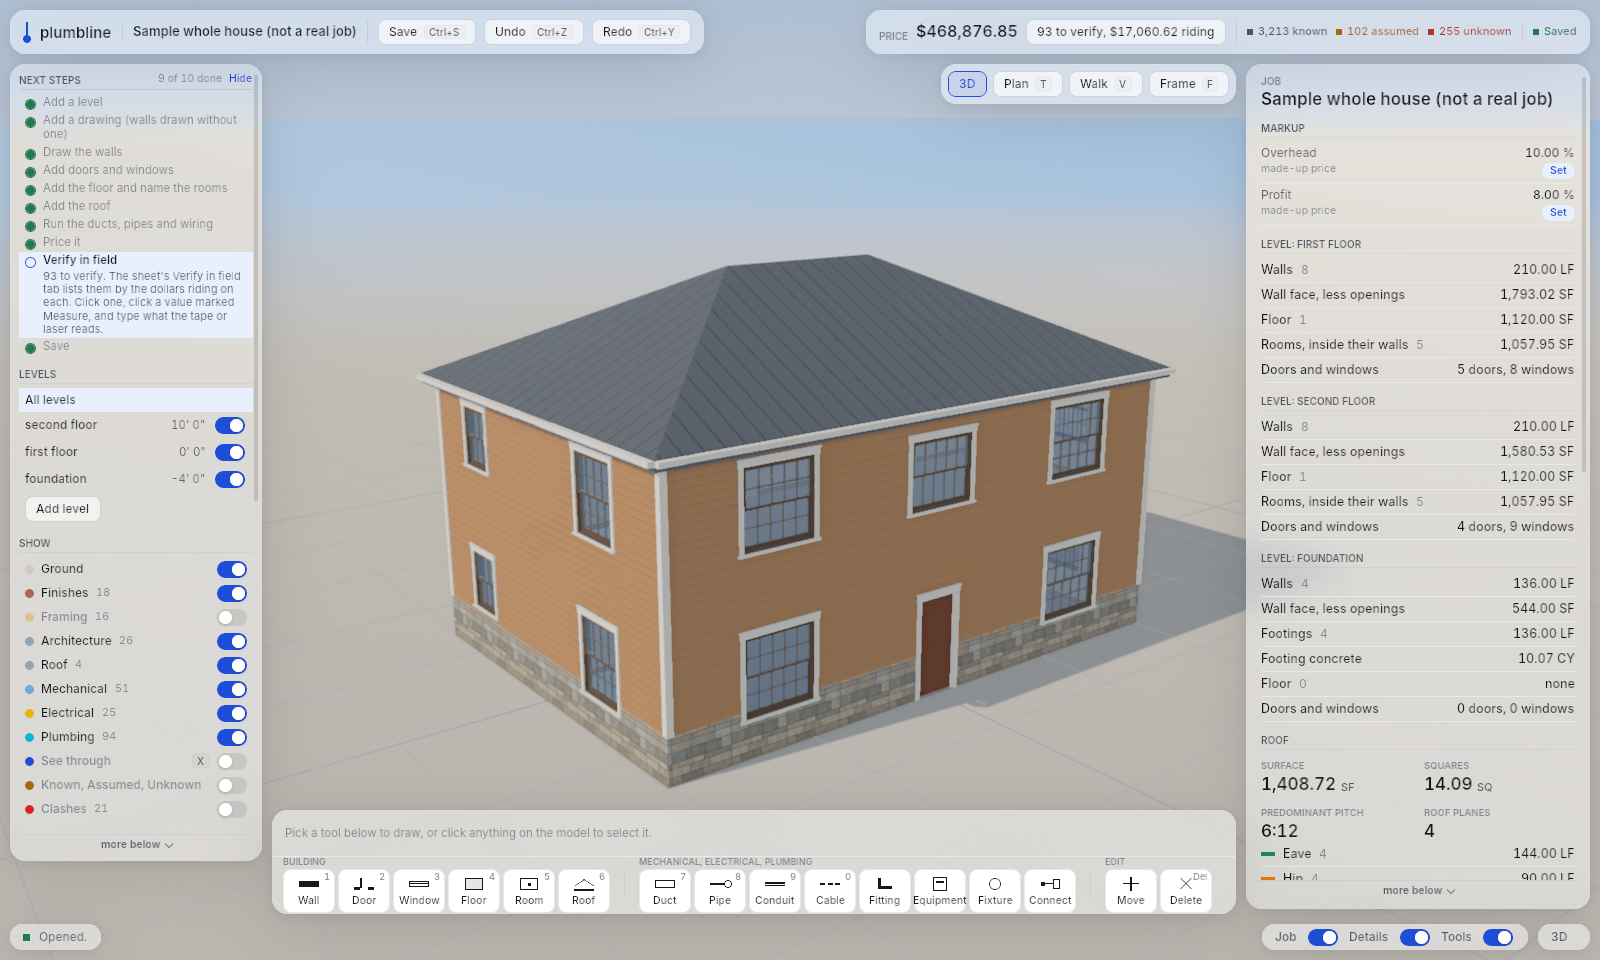 plumbline
Sample whole house (not a real job)
Save Ctrl+S
Undo Ctrl+Z
Redo Ctrl+Y
PRICE $468,876.85
93 to verify, $17,060.62 riding
3,213 known
102 assumed
255 unknown
Saved
NEXT STEPS 9 of 10 done Hide
Add a level
Add a drawing (walls drawn without
one)
Draw the walls
Add doors and windows
Add the floor and name the rooms
Add the roof
Run the ducts, pipes and wiring
Price it
Verify in field
93 to verify. The sheet's Verify in field
tab lists them by the dollars riding on
each. Click one, click a value marked
Measure, and type what the tape or
laser reads.
Save
LEVELS
All levels
second floor 10' 0"
first floor 0' 0"
foundation -4' 0"
Add level
SHOW
Ground
Finishes 18
Framing 16
Architecture 26
Roof 4
Mechanical 51
Electrical 25
Plumbing 94
See through X
Known, Assumed, Unknown
Clashes 21
more below
Opened.
3D
Plan T
Walk V
Frame F
Pick a tool below to draw, or click anything on the model to select it.
BUILDING
Wall 1
Door 2
Window 3
Floor 4
Room 5
Roof 6
MECHANICAL, ELECTRICAL, PLUMBING
Duct 7
Pipe 8
Conduit 9
Cable 0
Fitting
Equipment
Fixture
Connect
EDIT
Move
Delete Del
JOB
Sample whole house (not a real job)
MARKUP
Overhead 10.00 %
made-up price Set
Profit 8.00 %
made-up price Set
LEVEL: FIRST FLOOR
Walls 8 210.00 LF
Wall face, less openings 1,793.02 SF
Floor 1 1,120.00 SF
Rooms, inside their walls 5 1,057.95 SF
Doors and windows 5 doors, 8 windows
LEVEL: SECOND FLOOR
Walls 8 210.00 LF
Wall face, less openings 1,580.53 SF
Floor 1 1,120.00 SF
Rooms, inside their walls 5 1,057.95 SF
Doors and windows 4 doors, 9 windows
LEVEL: FOUNDATION
Walls 4 136.00 LF
Wall face, less openings 544.00 SF
Footings 4 136.00 LF
Footing concrete 10.07 CY
Floor 0 none
Doors and windows 0 doors, 0 windows
ROOF
SURFACE SQUARES
1,408.72 SF 14.09 SQ
PREDOMINANT PITCH ROOF PLANES
6:12 4
Eave 4 144.00 LF
Hip 4 90.00 LF
more below
Job Details Tools 3D